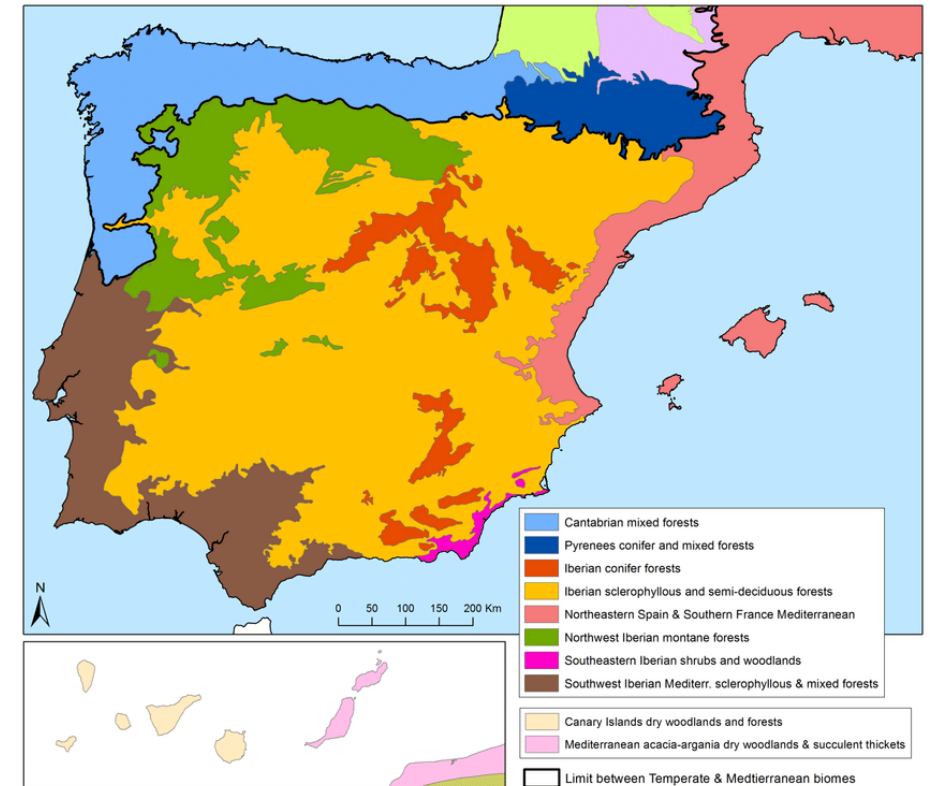 N
0 50 100 150 200 Km
Cantabrian mixed forests
Pyrenees conifer and mixed forests
Iberian conifer forests
Iberian sclerophyllous and semi-deciduous forests
Northeastern Spain & Southern France Mediterranean
Northwest Iberian montane forests
Southeastern Iberian shrubs and woodlands
Southwest Iberian Mediterr. sclerophyllous & mixed forests
Canary Islands dry woodlands and forests
Mediterranean acacia-argania dry woodlands & succulent thickets
Limit between Temperate & Medtierranean biomes